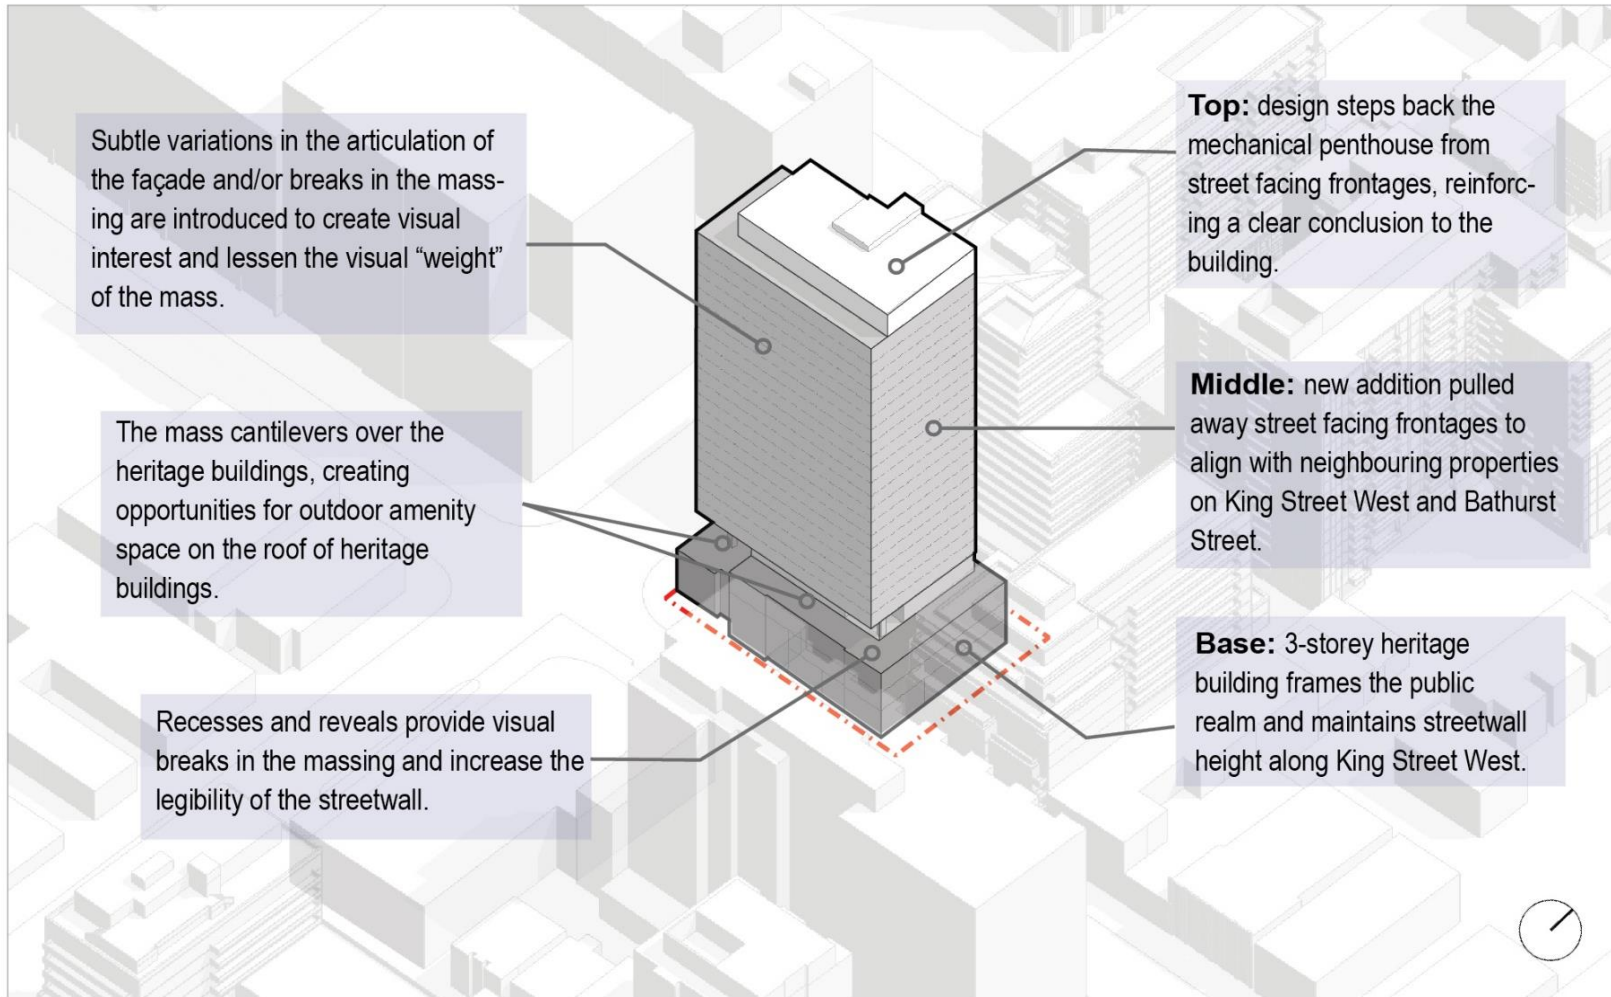 Subtle variations in the articulation of
the façade and/or breaks in the mass-
ing are introduced to create visual
interest and lessen the visual “weight”
of the mass.
The mass cantilevers over the
heritage buildings, creating
opportunities for outdoor amenity
space on the roof of heritage
buildings.
Recesses and reveals provide visual
breaks in the massing and increase the
legibility of the streetwall.
Top: design steps back the
mechanical penthouse from
street facing frontages, reinforc-
ing a clear conclusion to the
building.
Middle: new addition pulled
away street facing frontages to
align with neighbouring properties
on King Street West and Bathurst
Street.
Base: 3-storey heritage
building frames the public
realm and maintains streetwall
height along King Street West.